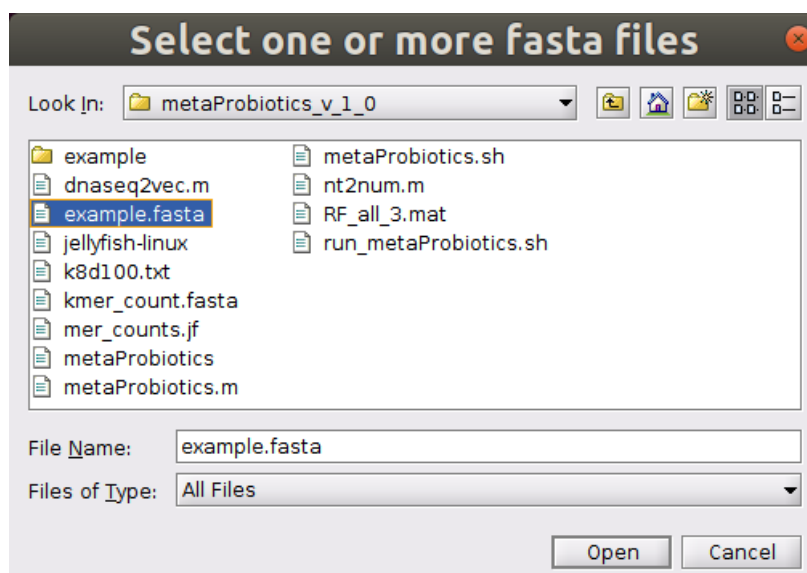 Select one or more fasta files
Look In: metaProbiotics_v_1_0
example
dnaseq2vec.m
example.fasta
jellyfish-linux
k8d100.txt
kmer_count.fasta
mer_counts.jf
metaProbiotics
metaProbiotics.m
metaProbiotics.sh
nt2num.m
RF_all_3.mat
run_metaProbiotics.sh
File Name: example.fasta
Files of Type: All Files
Open Cancel